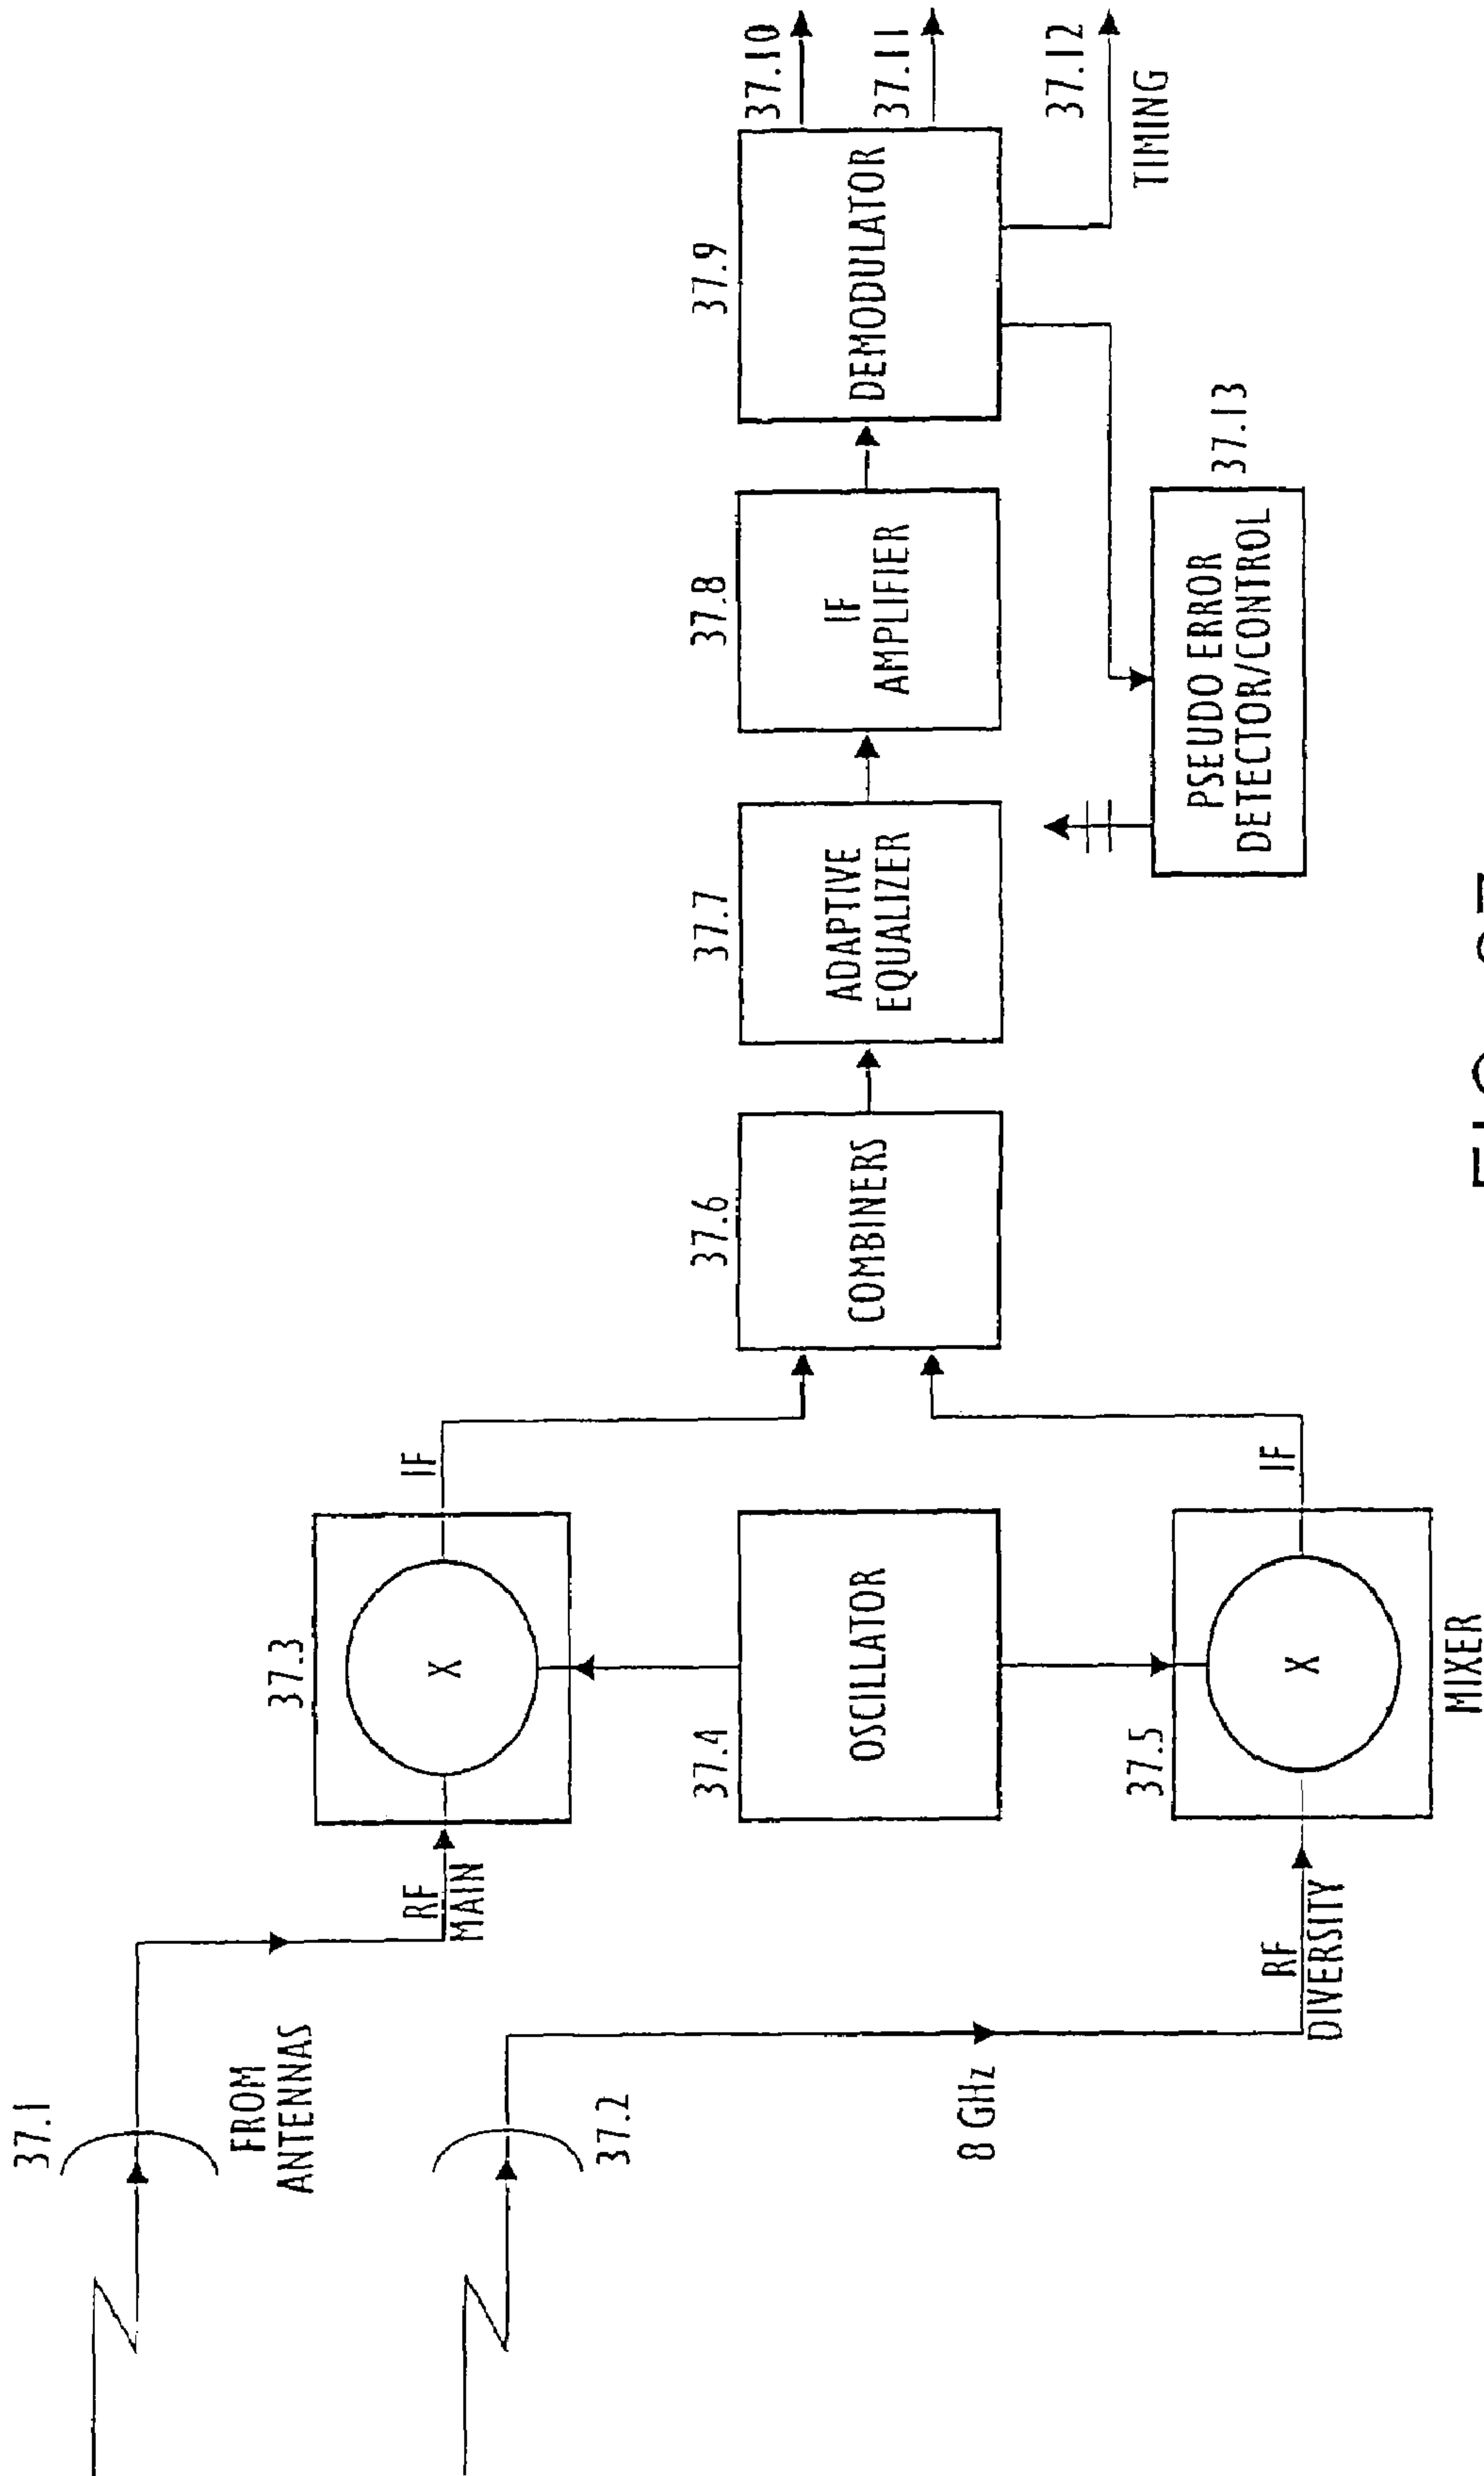 37.1
FROM
ANTENNAS
37.2
8 GHz
RF
MAIN
RF
DIVERSITY
37.3
X
IF
37.4
OSCILLATOR
37.5
X
MIXER
IF
37.6
COMBINERS
37.7
ADAPTIVE
EQUALIZER
37.8
IF
AMPLIFIER
37.9
DEMODULATOR
37.10
37.11
37.12
TIMING
PSEUDO ERROR
DETECTOR/CONTROL
37.13